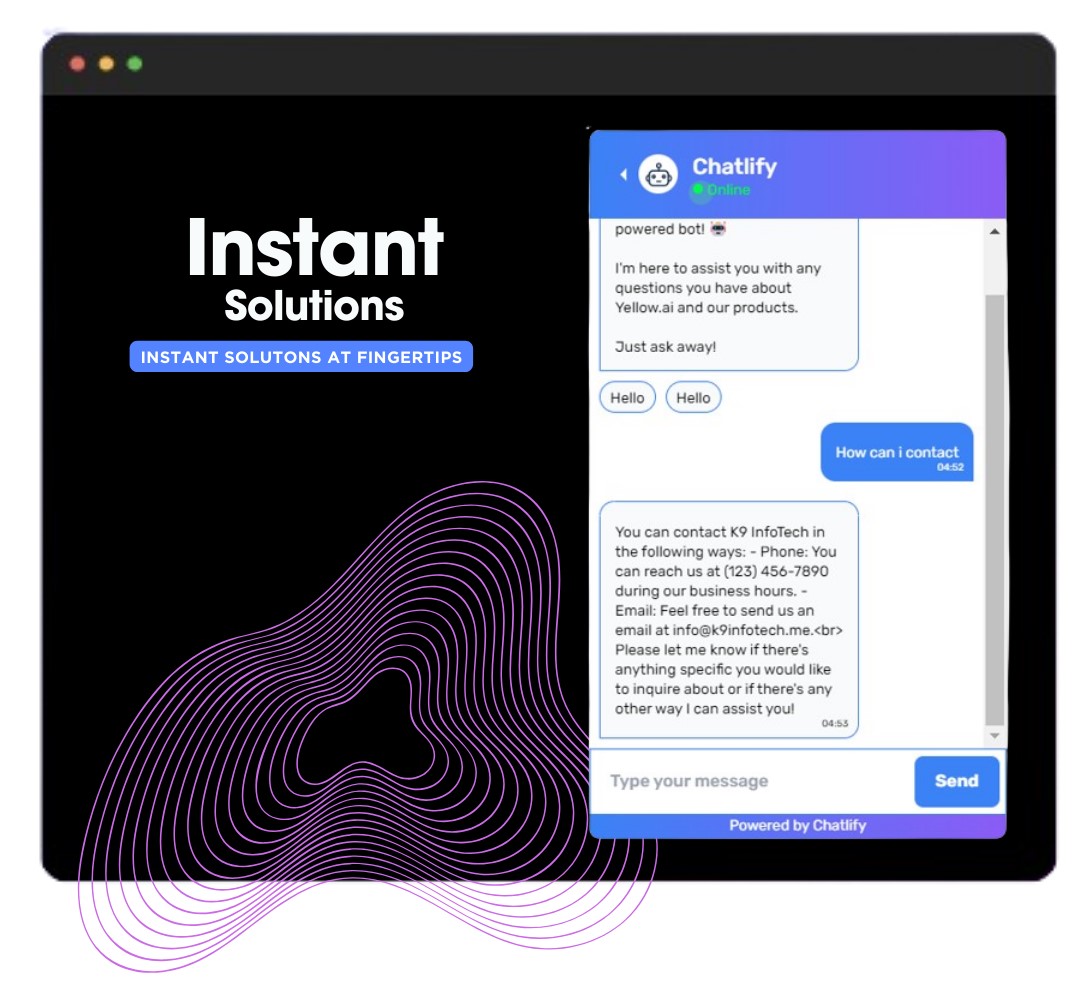 Instant
Solutions
INSTANT SOLUTONS AT FINGERTIPS
Chatlify
Online
powered bot!
I'm here to assist you with any
questions you have about
Yellow.ai and our products.
Just ask away!
Hello
Hello
How can i contact
04:52
You can contact K9 InfoTech in
the following ways: - Phone: You
can reach us at (123) 456-7890
during our business hours. -
Email: Feel free to send us an
email at info@k9infotech.me.<br>
Please let me know if there's
anything specific you would like
to inquire about or if there's any
other way I can assist you!
04:53
Type your message
Send
Powered by Chatlify